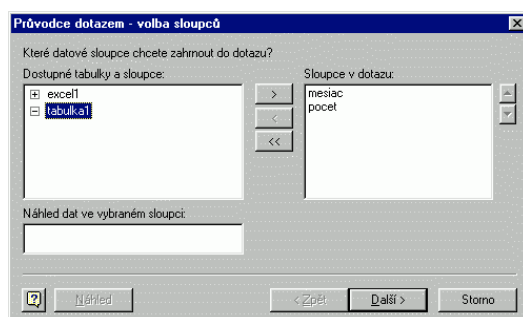 Průvodce dotazem - volba sloupců
Které datové sloupce chcete zahrnout do dotazu?
Dostupné tabulky a sloupce:
excel1
tabulka1
>
<
<<
Sloupce v dotazu:
mesiac
pocet
Náhled dat ve vybraném sloupci:
Náhled
< Zpět
Další >
Storno